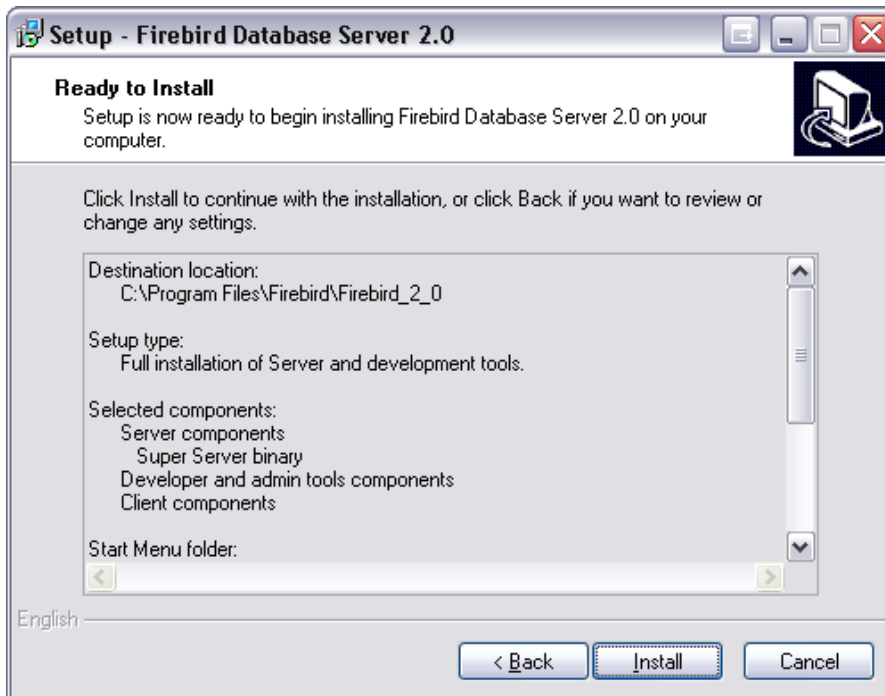 Setup - Firebird Database Server 2.0
Ready to Install
Setup is now ready to begin installing Firebird Database Server 2.0 on your
computer.
Click Install to continue with the installation, or click Back if you want to review or
change any settings.
Destination location:
C:\Program Files\Firebird\Firebird_2_0
Setup type:
Full installation of Server and development tools.
Selected components:
Server components
Super Server binary
Developer and admin tools components
Client components
Start Menu folder:
English
< Back
Install
Cancel